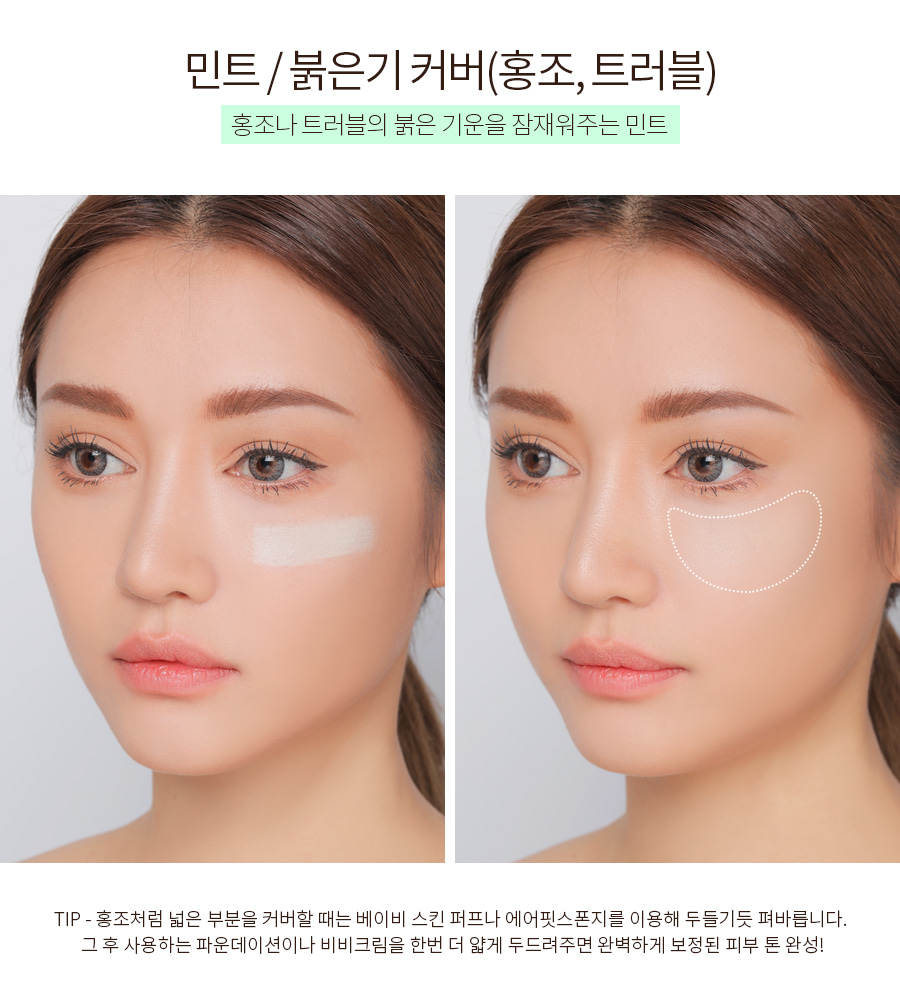 민트 / 붉은기 커버(홍조, 트러블)
홍조나 트러블의 붉은 기운을 잠재워주는 민트
TIP - 홍조처럼 넓은 부분을 커버할 때는 베이비 스킨 퍼프나 에어핏스폰지를 이용해 두들기듯 펴바릅니다.
그 후 사용하는 파운데이션이나 비비크림을 한번 더 얇게 두드려주면 완벽하게 보정된 피부 톤 완성!